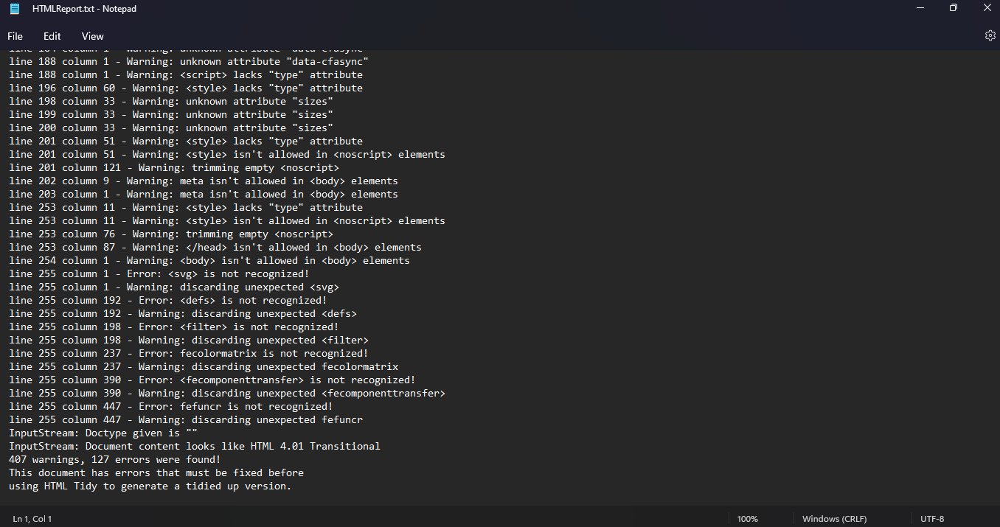 HTMLReport.txt - Notepad
File Edit View
line 188 column 1 - Warning: unknown attribute "data-cfasync"
line 188 column 1 - Warning: <script> lacks "type" attribute
line 196 column 60 - Warning: <style> lacks "type" attribute
line 198 column 33 - Warning: unknown attribute "sizes"
line 199 column 33 - Warning: unknown attribute "sizes"
line 200 column 33 - Warning: unknown attribute "sizes"
line 201 column 51 - Warning: <style> lacks "type" attribute
line 201 column 51 - Warning: <style> isn't allowed in <noscript> elements
line 201 column 121 - Warning: trimming empty <noscript>
line 202 column 9 - Warning: meta isn't allowed in <body> elements
line 203 column 1 - Warning: meta isn't allowed in <body> elements
line 253 column 11 - Warning: <style> lacks "type" attribute
line 253 column 11 - Warning: <style> isn't allowed in <noscript> elements
line 253 column 76 - Warning: trimming empty <noscript>
line 253 column 87 - Warning: </head> isn't allowed in <body> elements
line 254 column 1 - Warning: <body> isn't allowed in <body> elements
line 255 column 1 - Error: <svg> is not recognized!
line 255 column 1 - Warning: discarding unexpected <svg>
line 255 column 192 - Error: <defs> is not recognized!
line 255 column 192 - Warning: discarding unexpected <defs>
line 255 column 198 - Error: <filter> is not recognized!
line 255 column 198 - Warning: discarding unexpected <filter>
line 255 column 237 - Error: fecolormatrix is not recognized!
line 255 column 237 - Warning: discarding unexpected fecolormatrix
line 255 column 390 - Error: <fecomponenttransfer> is not recognized!
line 255 column 390 - Warning: discarding unexpected <fecomponenttransfer>
line 255 column 447 - Error: fefuncr is not recognized!
line 255 column 447 - Warning: discarding unexpected fefuncr
InputStream: Doctype given is ""
InputStream: Document content looks like HTML 4.01 Transitional
407 warnings, 127 errors were found!
This document has errors that must be fixed before
using HTML Tidy to generate a tidied up version.
Ln 1, Col 1 100% Windows (CRLF) UTF-8